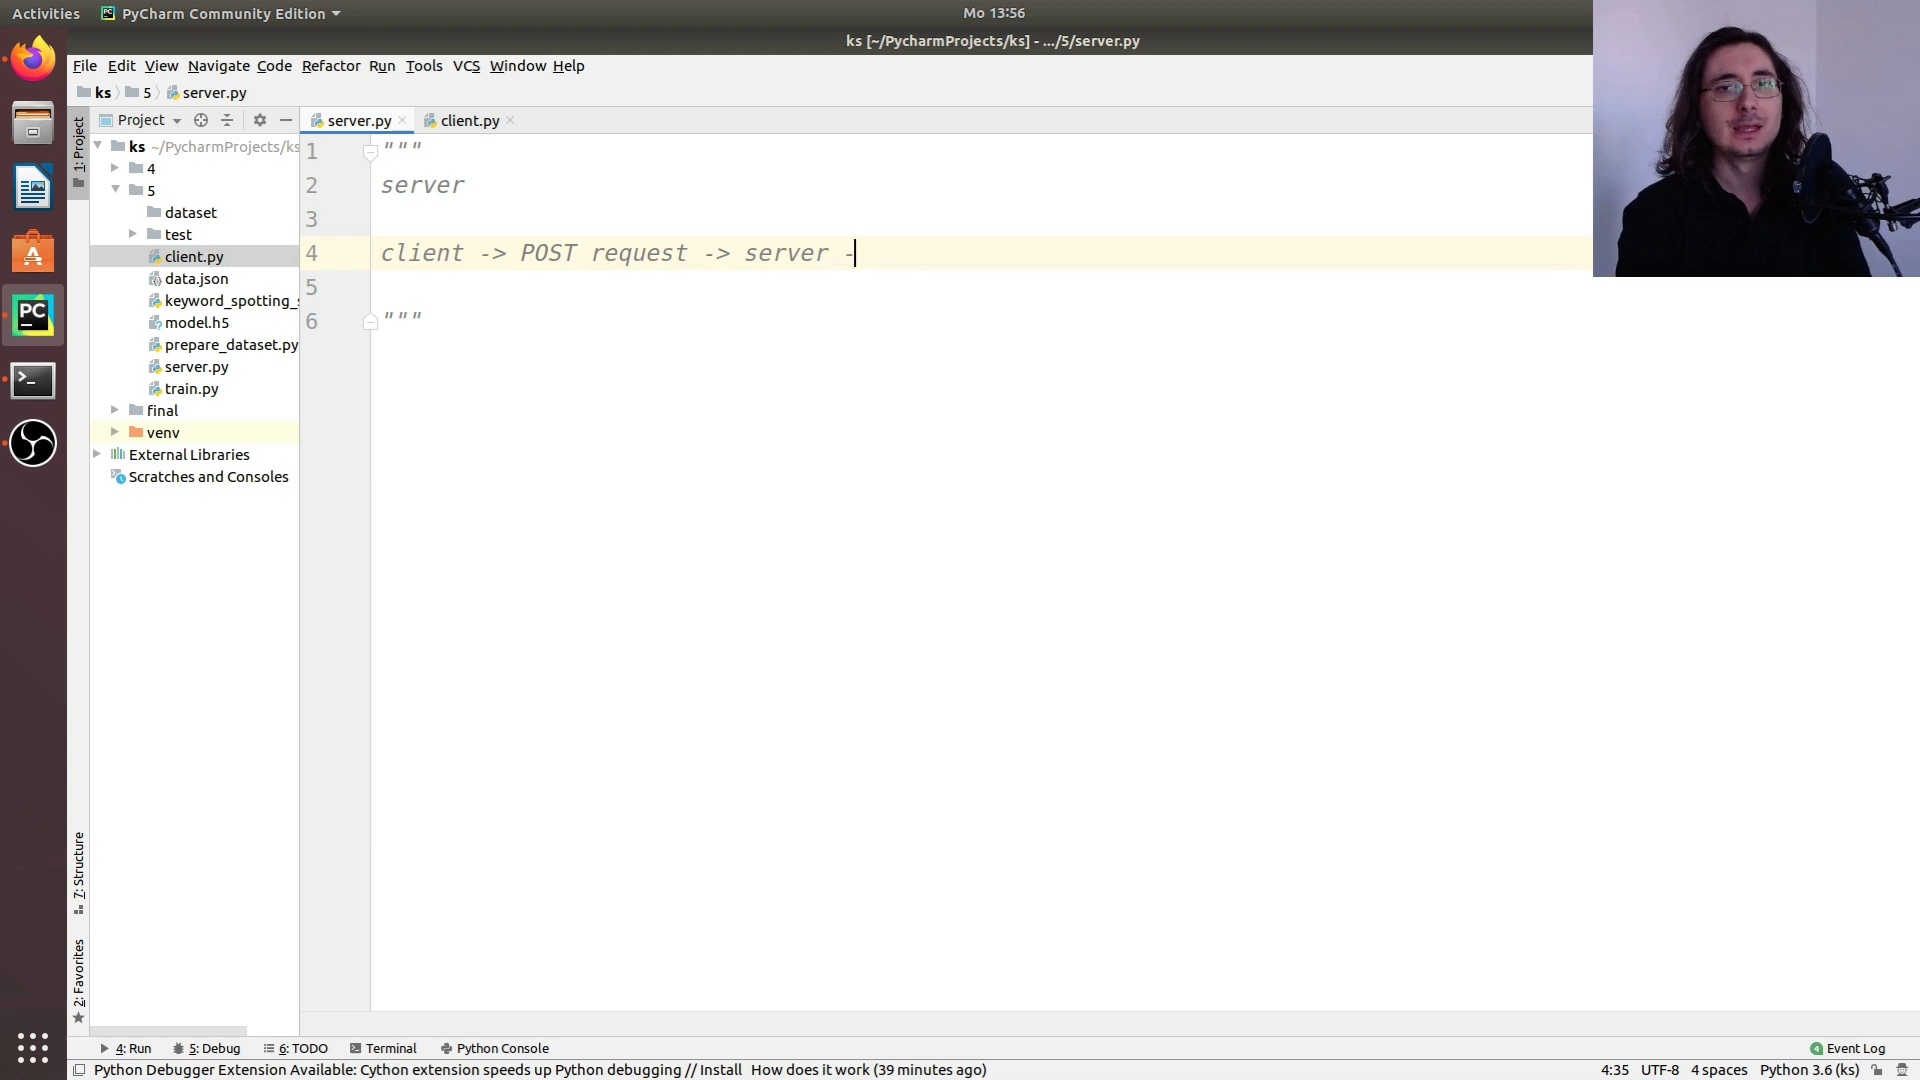 Activities PyCharm Community Edition Mo 13:56
ks [~/PycharmProjects/ks] - .../5/server.py
File Edit View Navigate Code Refactor Run Tools VCS Window Help
ks 5 server.py
Project server.py client.py
1: Project
ks ~/PycharmProjects/ks
4
5
dataset
test
client.py
data.json
keyword_spotting_s
model.h5
prepare_dataset.py
server.py
train.py
final
venv
External Libraries
Scratches and Consoles
1 """
2 server
3
4 client -> POST request -> server -
5
6 """
7: Structure
2: Favorites
4: Run 5: Debug 6: TODO Terminal Python Console 4 Event Log
Python Debugger Extension Available: Cython extension speeds up Python debugging // Install How does it work (39 minutes ago) 4:35 UTF-8 4 spaces Python 3.6 (ks)